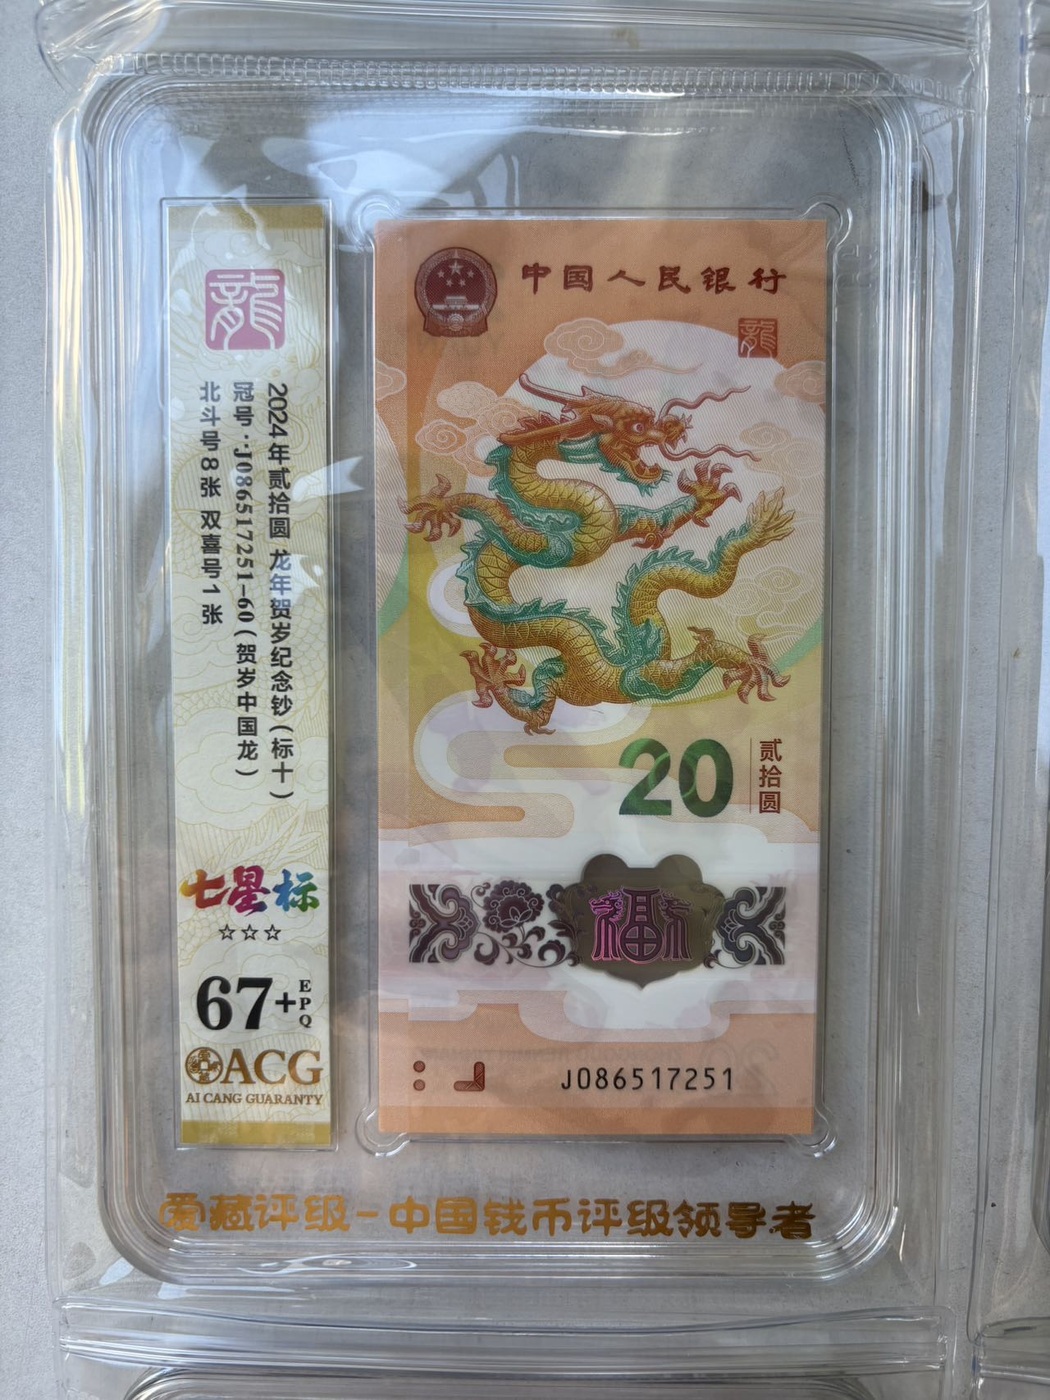 龍
2024年贰拾圆 龙年贺岁纪念钞(标十)
冠号:J086517251-60(贺岁中国龙)
北斗号8张 双喜号1张
七星标
☆☆☆
67+EPQ
ACG
AI CANG GUARANTY
中国人民银行
龍
20
贰拾圆
福
J086517251
爱藏评级-中国钱币评级领导者